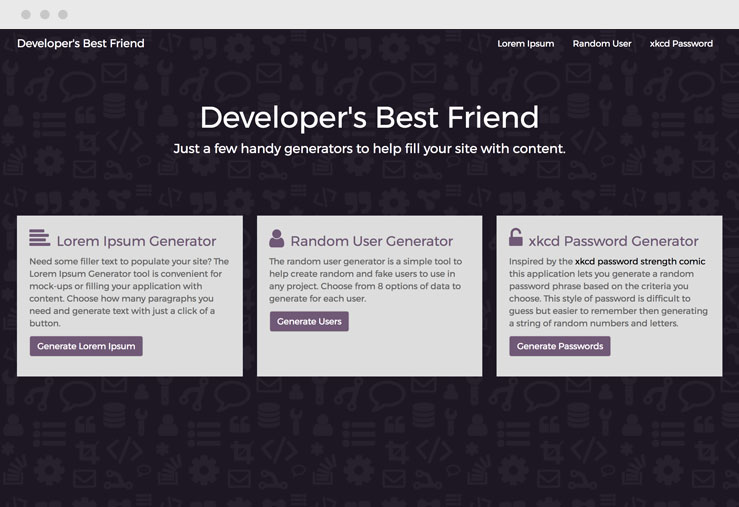 Developer's Best Friend
Lorem Ipsum
Random User
xkcd Password
Developer's Best Friend
Just a few handy generators to help fill your site with content.
Lorem Ipsum Generator
Need some filler text to populate your site? The
Lorem Ipsum Generator tool is convenient for
mock-ups or filling your application with
content. Choose how many paragraphs you
need and generate text with just a click of a
button.
Generate Lorem Ipsum
Random User Generator
The random user generator is a simple tool to
help create random and fake users to use in
any project. Choose from 8 options of data to
generate for each user.
Generate Users
xkcd Password Generator
Inspired by the xkcd password strength comic
this application lets you generate a random
password phrase based on the criteria you
choose. This style of password is difficult to
guess but easier to remember then generating
a string of random numbers and letters.
Generate Passwords